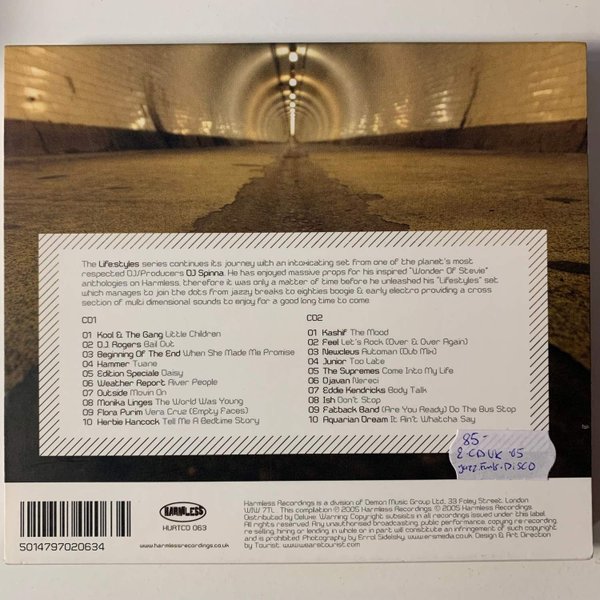 The Life:styles series continues its journey with an intoxicating set from one of the planet's most
respected DJ/Producers DJ Spinna. He has enjoyed massive props for his inspired "Wonder Of Stevie"
anthologies on Harmless, therefore it was only a matter of time before he unleashed his "Lifestyles" set
which manages to join the dots from jazzy breaks to eighties boogie & early electro providing a cross
section of multi dimensional sounds to enjoy for a good long time to come.
CD1
01 Kool & The Gang Little Children
02 D.J. Rogers Bail Out
03 Beginning Of The End When She Made Me Promise
04 Hammer Tuane
05 Edition Speciale Daisy
06 Weather Report River People
07 Outside Movin On
08 Monika Linges The World Was Young
09 Flora Purim Vera Cruz (Empty Faces)
10 Herbie Hancock Tell Me A Bedtime Story
CD2
01 Kashif The Mood
02 Feel Let's Rock (Over & Over Again)
03 Newcleus Automan (Dub Mix)
04 Junior Too Late
05 The Supremes Come Into My Life
06 Djavan Nereci
07 Eddie Kendricks Body Talk
08 Ish Don't Stop
09 Fatback Band (Are You Ready) Do The Bus Stop
10 Aquarian Dream It Ain't Whatcha Say
85-
2-CD UK '05
Jazz. Funk. DISCO
5014797020634
HARMLESS
HURTCD 063
www.harmlessrecordings.co.uk
Harmless Recordings is a division of Demon Music Group Ltd, 33 Foley Street, London
W1W 7TL. This compilation ℗ 2005 Harmless Recordings © 2005 Harmless Recordings.
Distributed by Deluxe. Warning: Copyright subsists in all recordings issued under this label.
All rights reserved. Any unauthorised broadcasting, public performance, copying re-recording
re-selling, hiring or lending in whole or in part will constitute an infringement of such copyright
and is prohibited. Photography by Errol Sidelsky. www.ersmedia.co.uk. Design & Art Direction
by Tourist. www.wearetourist.com